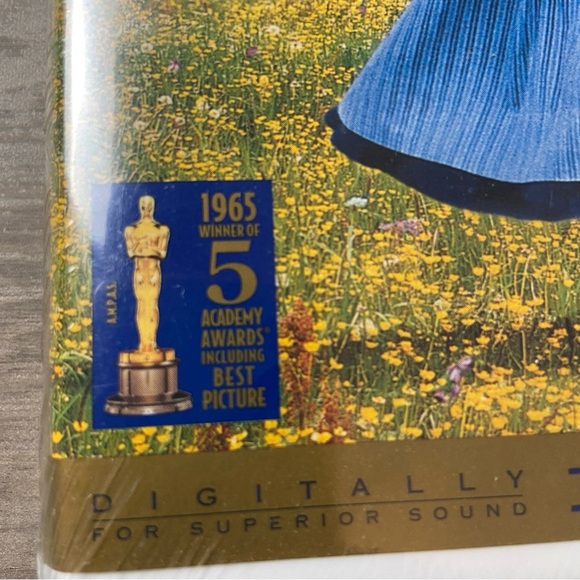 A.M.P.A.S.
1965
WINNER OF
5
ACADEMY
AWARDS®
INCLUDING
BEST
PICTURE
DIGITALLY
FOR SUPERIOR SOUND